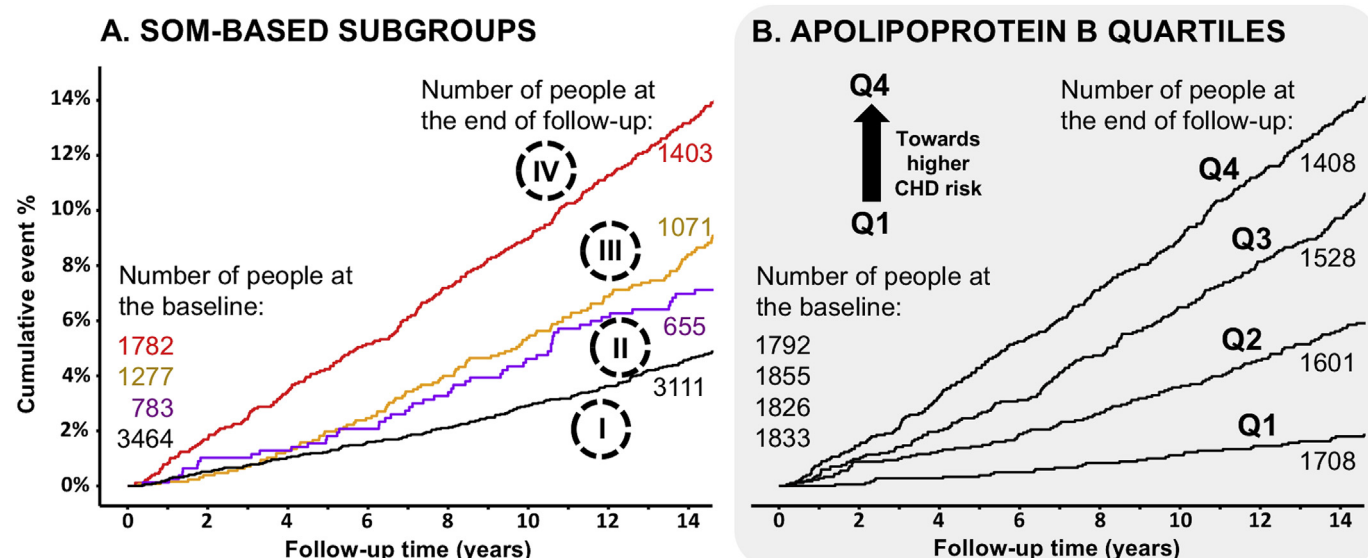 A. SOM-BASED SUBGROUPS
Cumulative event %
14%
12%
10%
8%
6%
4%
2%
0%
Number of people at
the end of follow-up:
1403
IV
1071
III
655
II
3111
I
Number of people at
the baseline:
1782
1277
783
3464
0 2 4 6 8 10 12 14
Follow-up time (years)
B. APOLIPOPROTEIN B QUARTILES
Q4
Towards
higher
CHD risk
Q1
Number of people at
the end of follow-up:
Q4
1408
Q3
1528
Q2
1601
Q1
1708
Number of people at
the baseline:
1792
1855
1826
1833
0 2 4 6 8 10 12 14
Follow-up time (years)